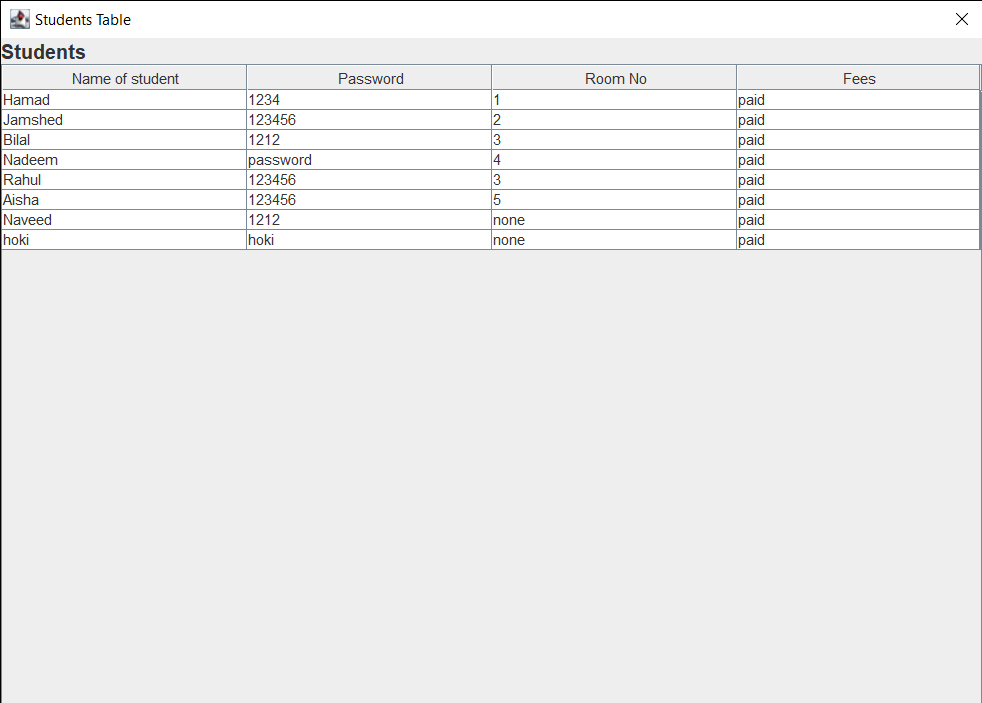 Students Table
Students
Name of student Password Room No Fees
Hamad 1234 1 paid
Jamshed 123456 2 paid
Bilal 1212 3 paid
Nadeem password 4 paid
Rahul 123456 3 paid
Aisha 123456 5 paid
Naveed 1212 none paid
hoki hoki none paid